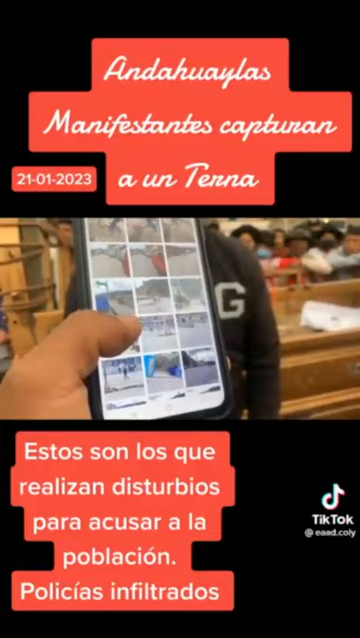 Andahuaylas
Manifestantes capturan
21-01-2023
a un Terna
G
Estos son los que
realizan disturbios
para acusar a la
población.
Policías infiltrados
TikTok
@eaad.coly